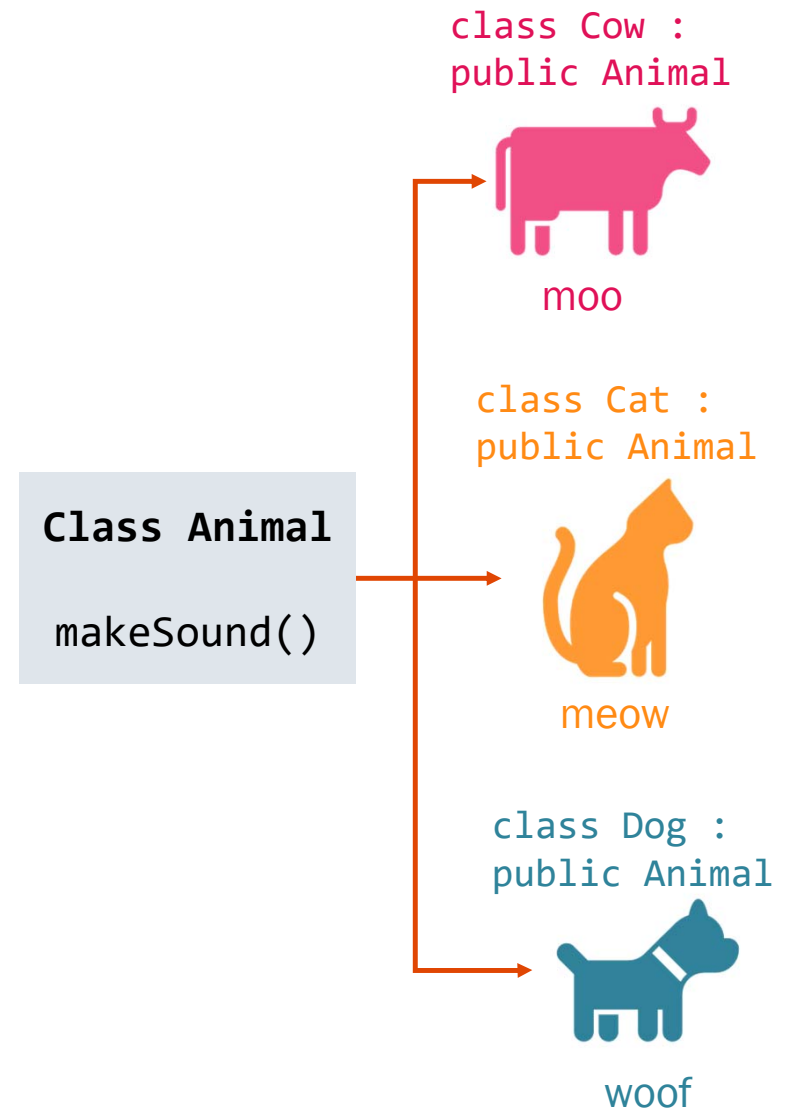 class Cow :
public Animal
moo
class Cat :
public Animal
Class Animal
makeSound()
meow
class Dog :
public Animal
woof